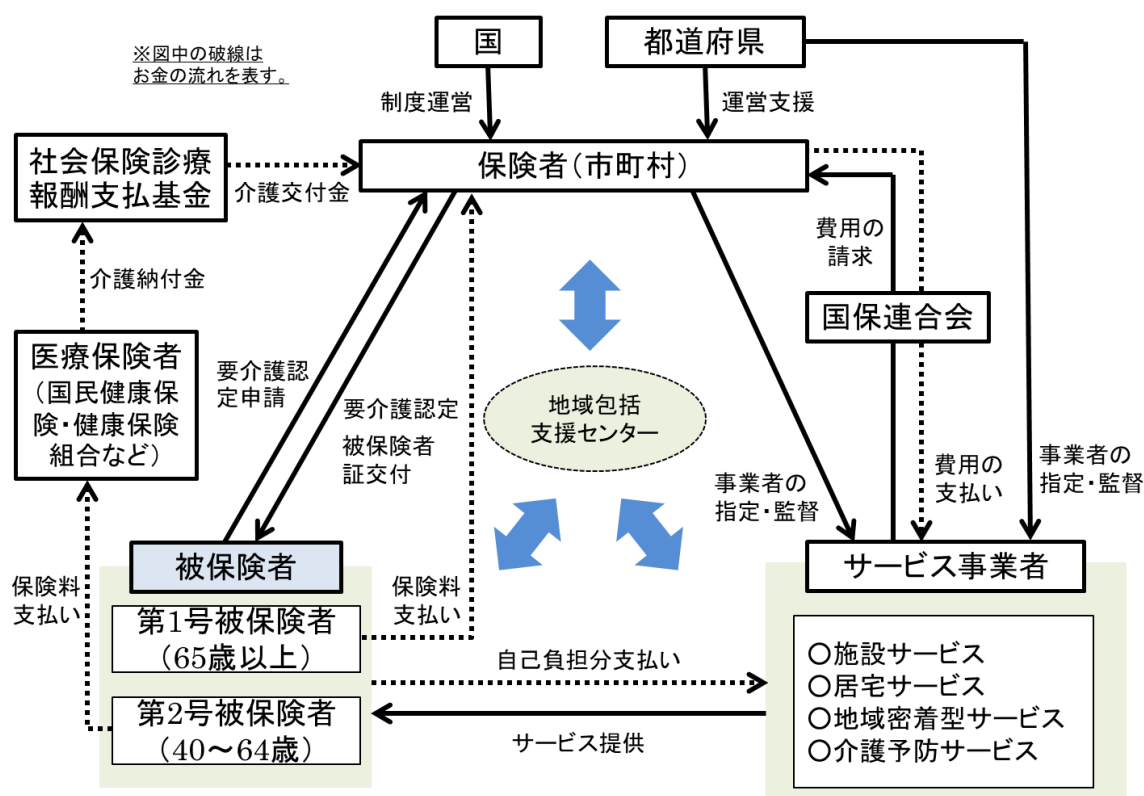 ※図中の破線は
お金の流れを表す。
国
都道府県
制度運営
運営支援
社会保険診療
報酬支払基金
介護交付金
保険者（市町村）
費用の
請求
介護納付金
国保連合会
医療保険者
（国民健康保
険・健康保険
組合など）
要介護認
定申請
要介護認定
被保険者
証交付
地域包括
支援センター
事業者の
指定・監督
費用の
支払い
事業者の
指定・監督
被保険者
サービス事業者
保険料
支払い
保険料
支払い
第1号被保険者
（65歳以上）
自己負担分支払い
第2号被保険者
（40～64歳）
サービス提供
○施設サービス
○居宅サービス
○地域密着型サービス
○介護予防サービス